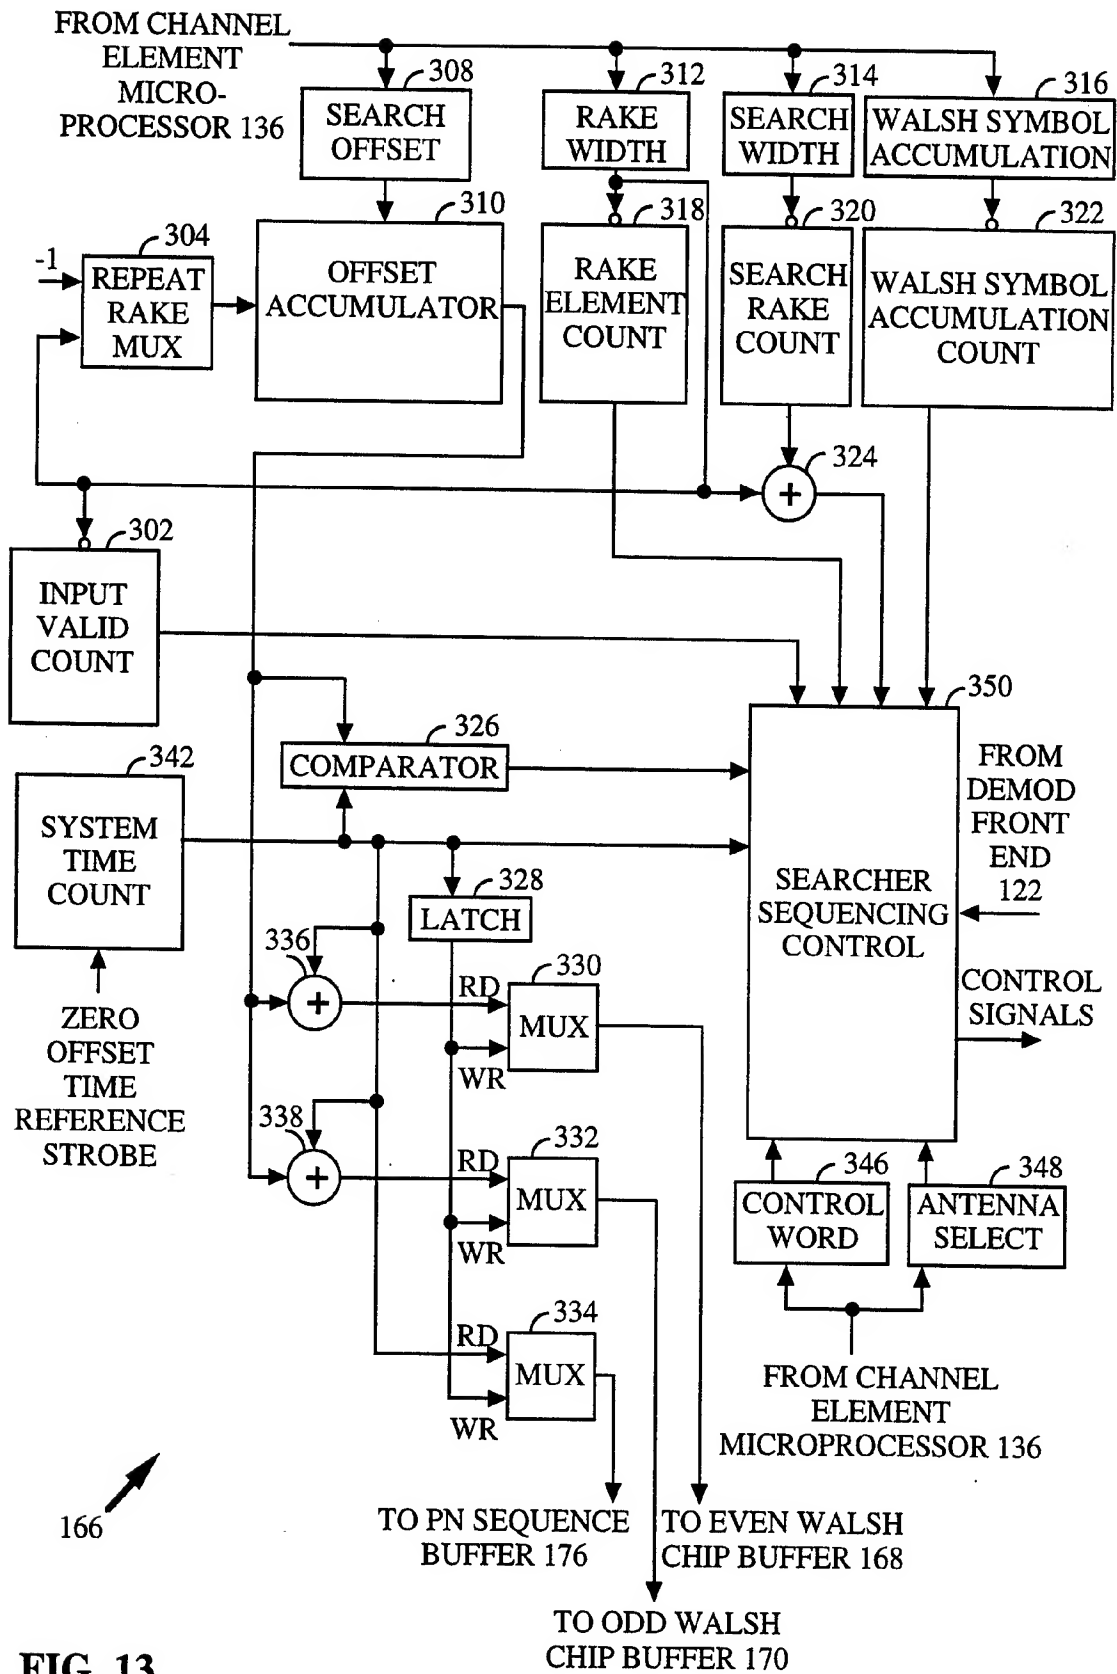 FROM CHANNEL
ELEMENT
MICRO-
PROCESSOR 136
308
SEARCH
OFFSET
312
RAKE
WIDTH
314
SEARCH
WIDTH
316
WALSH SYMBOL
ACCUMULATION
304
-1
REPEAT
RAKE
MUX
310
OFFSET
ACCUMULATOR
318
RAKE
ELEMENT
COUNT
320
SEARCH
RAKE
COUNT
322
WALSH SYMBOL
ACCUMULATION
COUNT
324
+
302
INPUT
VALID
COUNT
326
COMPARATOR
350
SEARCHER
SEQUENCING
CONTROL
FROM
DEMOD
FRONT
END
122
CONTROL
SIGNALS
342
SYSTEM
TIME
COUNT
328
LATCH
ZERO
OFFSET
TIME
REFERENCE
STROBE
336
+
RD
330
MUX
WR
338
+
RD
332
MUX
WR
RD
334
MUX
WR
346
CONTROL
WORD
348
ANTENNA
SELECT
FROM CHANNEL
ELEMENT
MICROPROCESSOR 136
166
TO PN SEQUENCE
BUFFER 176
TO EVEN WALSH
CHIP BUFFER 168
TO ODD WALSH
CHIP BUFFER 170
FIG. 13